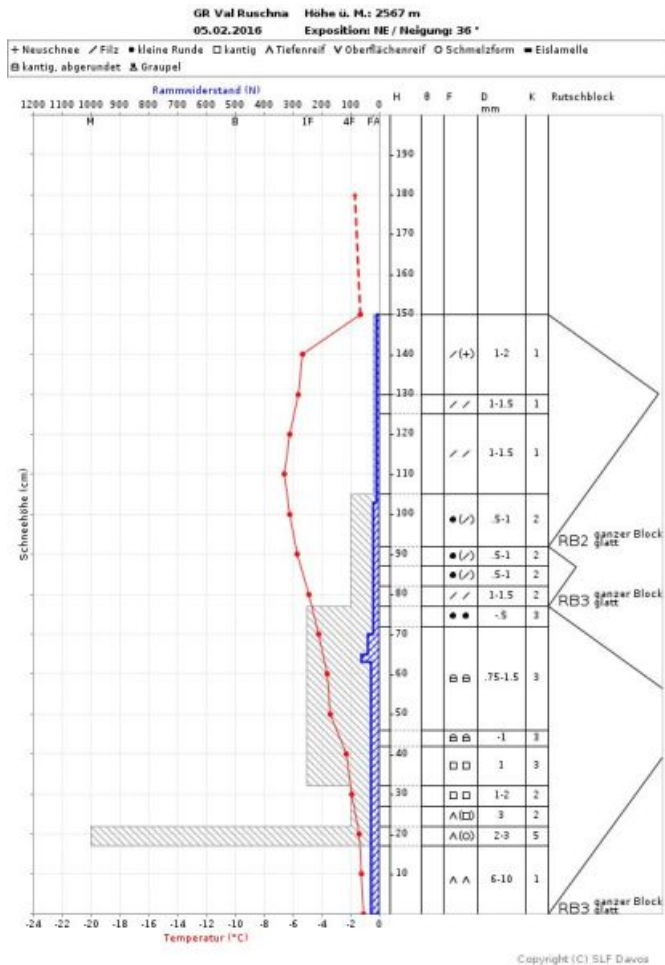 GR Val Ruschna Höhe ü. M.: 2567 m
05.02.2016 Exposition: NE / Neigung: 36 °
+ Neuschnee / Filz ● kleine Runde □ kantig ∧ Tiefenreif ∨ Oberflächenreif ○ Schmelzform ▬ Eislamelle
kantig, abgerundet Graupel
Rammwiderstand (N)
1200 1100 1000 900 800 700 600 500 400 300 200 100 0 H θ F D K Rutschblock
mm
M B 1F 4F FA
190
180
170
160
150
140 /(+) 1-2 1
130
/ / 1-1.5 1
120
/ / 1-1.5 1
110
100
●(/) .5-1 2
RB2 ganzer Block
glatt
90 ●(/) .5-1 2
●(/) .5-1 2
80 / / 1-1.5 2
RB3 ganzer Block
glatt
● ● -.5 3
70
60 .75-1.5 3
50
-1 3
40
□ □ 1 3
30 □ □ 1-2 2
∧(□) 3 2
20 ∧(○) 2-3 5
10 ∧ ∧ 6-10 1
RB3 ganzer Block
glatt
Schneehöhe (cm)
-24 -22 -20 -18 -16 -14 -12 -10 -8 -6 -4 -2 0
Temperatur (°C)
Copyright (C) SLF Davos